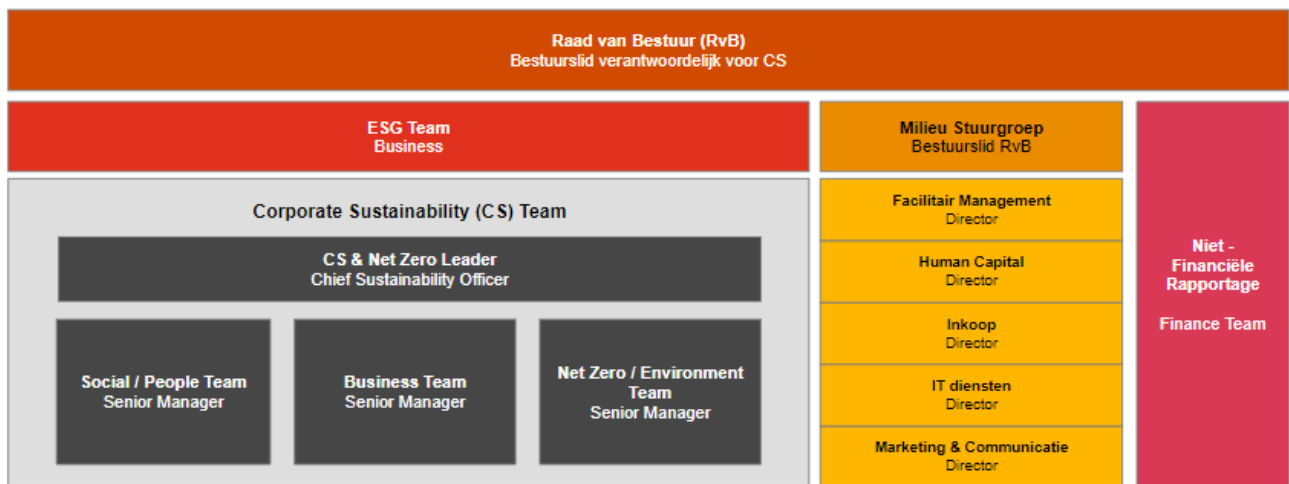 Raad van Bestuur (RvB)
Bestuurslid verantwoordelijk voor CS
ESG Team
Business
Corporate Sustainability (CS) Team
CS & Net Zero Leader
Chief Sustainability Officer
Social / People Team
Senior Manager
Business Team
Senior Manager
Net Zero / Environment
Team
Senior Manager
Milieu Stuurgroep
Bestuurslid RvB
Facilitair Management
Director
Human Capital
Director
Inkoop
Director
IT diensten
Director
Marketing & Communicatie
Director
Niet -
Financiële
Rapportage
Finance Team